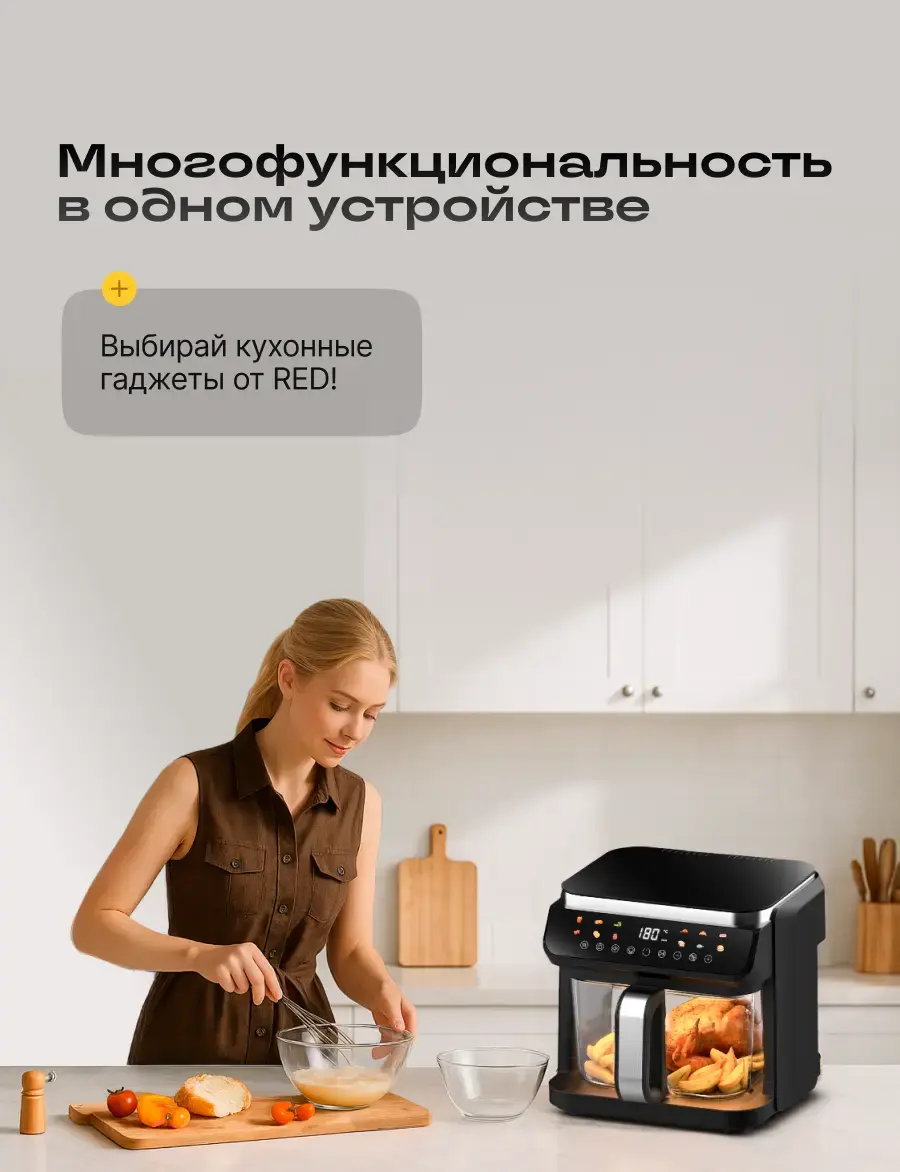 Многофункциональность
в одном устройстве
Выбирай кухонные
гаджеты от RED!
180